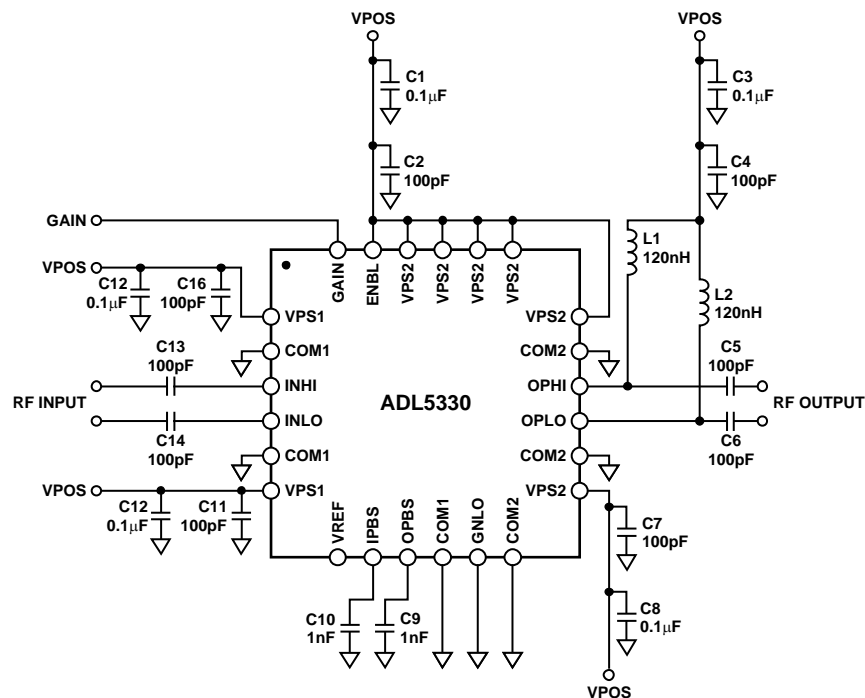 VPOS
VPOS
C1
0.1μF
C3
0.1μF
C2
100pF
C4
100pF
GAIN
L1
120nH
VPOS
C12
0.1μF
C16
100pF
GAIN
ENBL
VPS2
VPS2
VPS2
VPS2
L2
120nH
VPS1
VPS2
COM1
COM2
C13
100pF
C5
100pF
INHI
OPHI
RF INPUT
ADL5330
RF OUTPUT
INLO
OPLO
C14
100pF
C6
100pF
COM1
COM2
VPOS
VPS1
VPS2
C12
0.1μF
C11
100pF
VREF
IPBS
OPBS
COM1
GNLO
COM2
C7
100pF
C10
1nF
C9
1nF
C8
0.1μF
VPOS